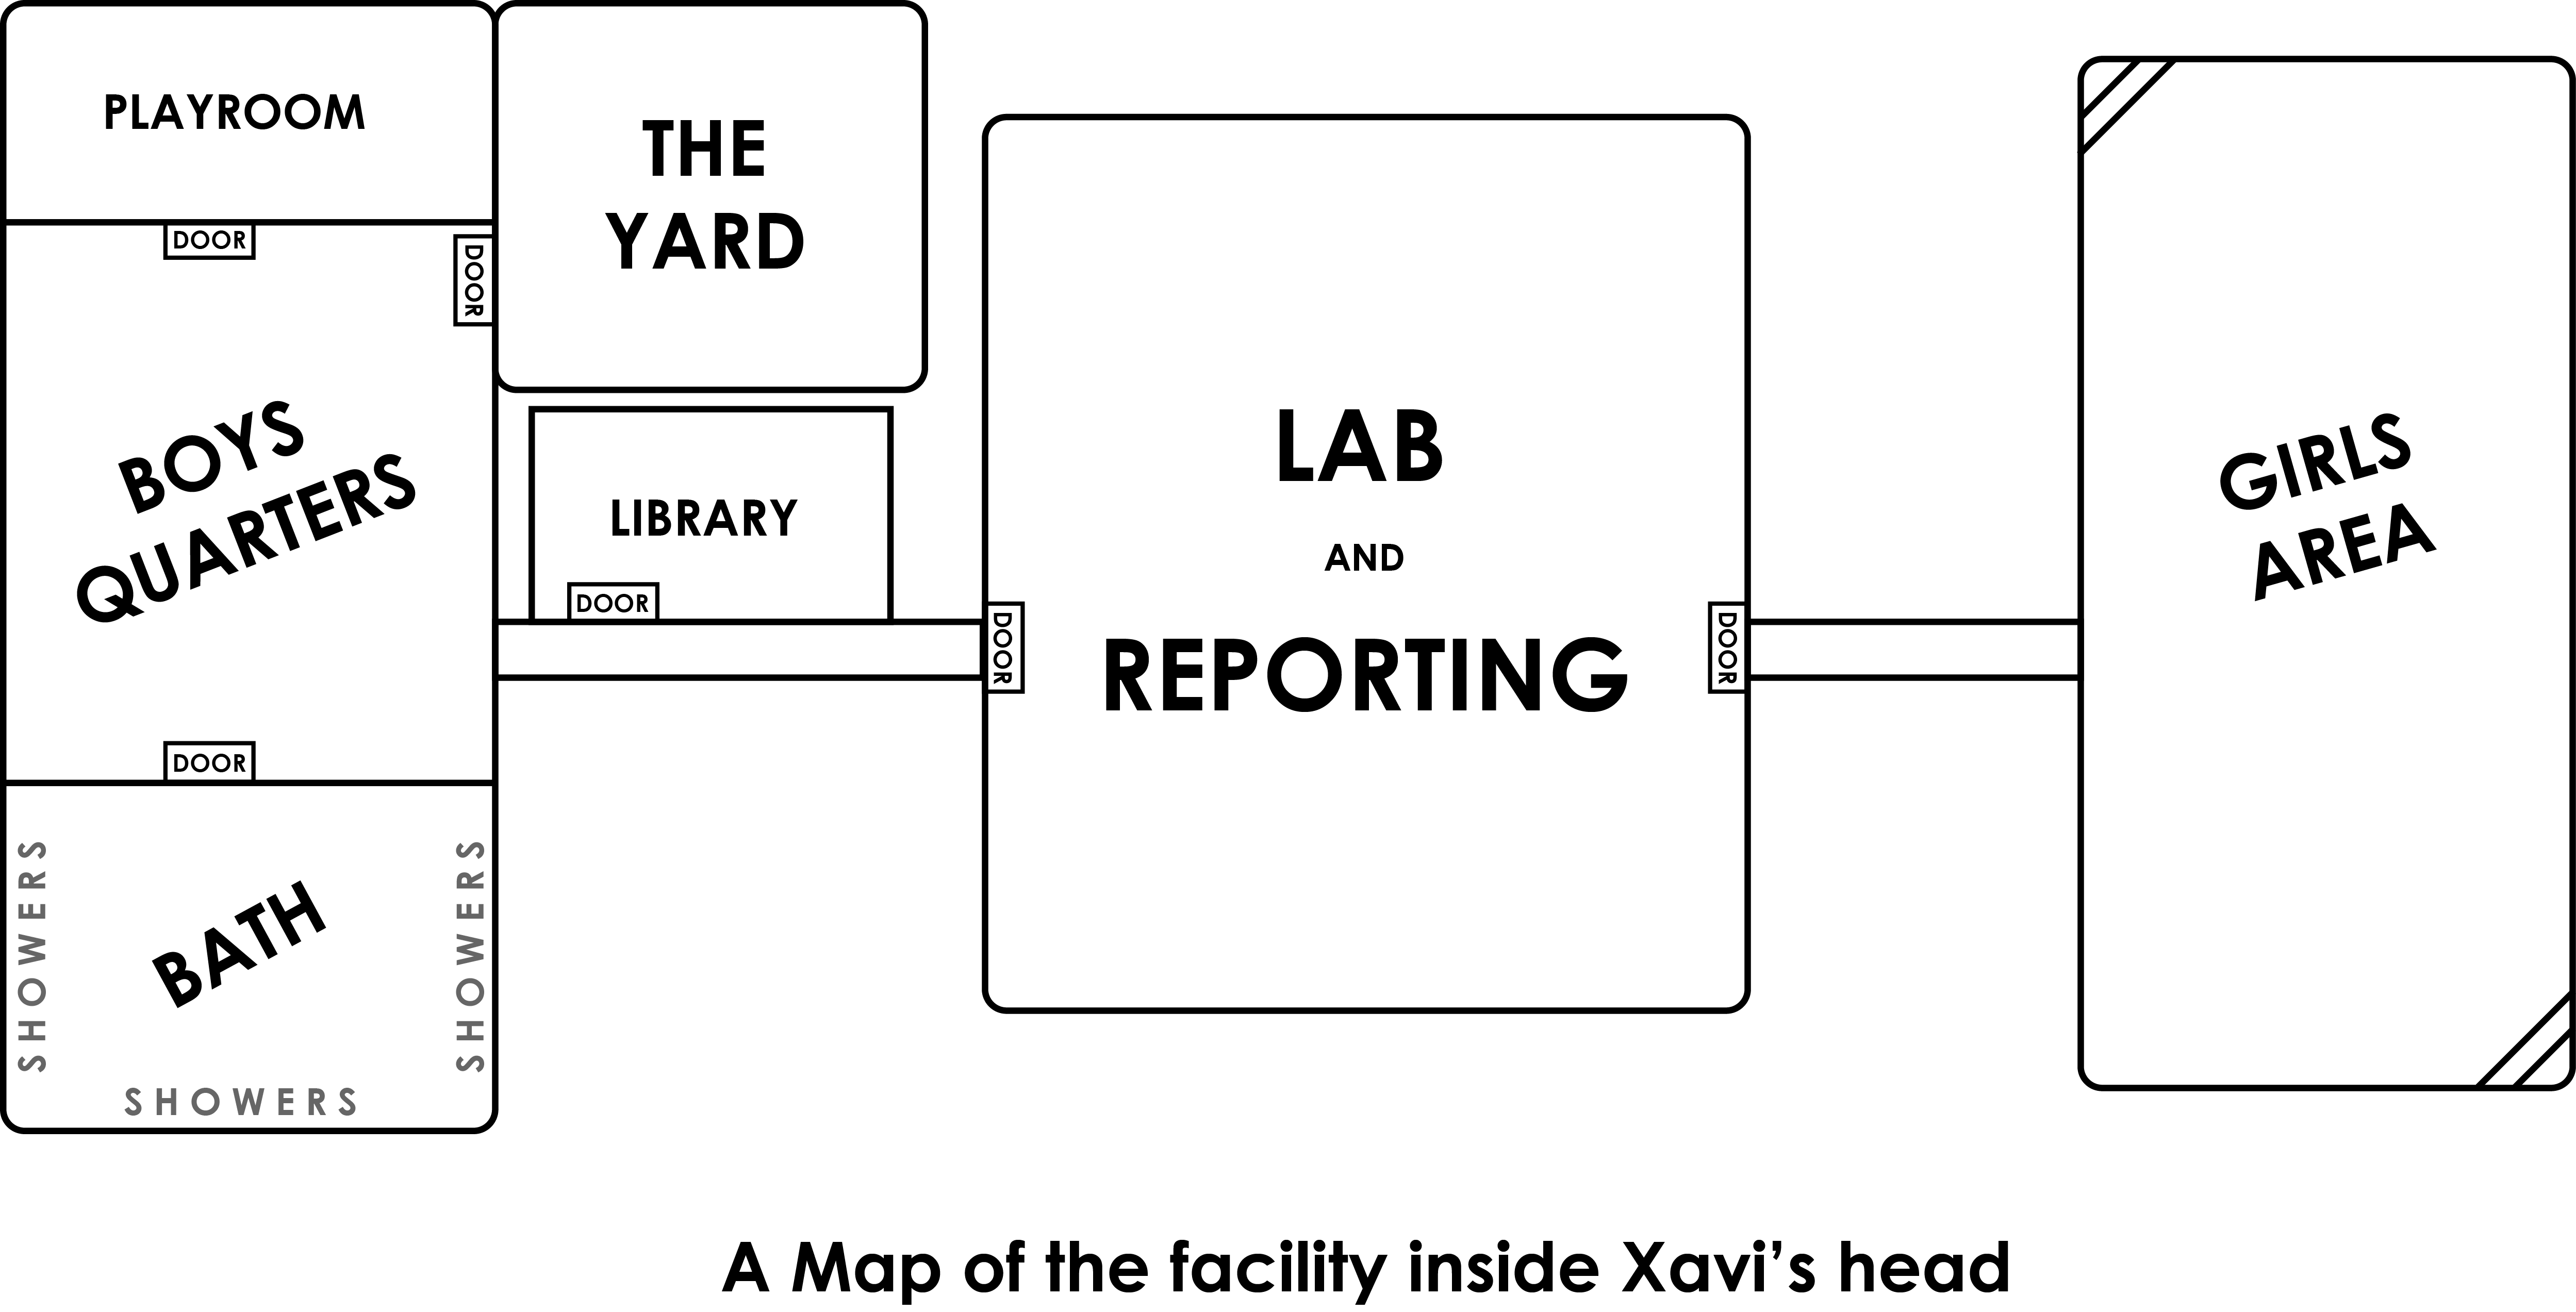 PLAYROOM
DOOR
DOOR
BOYS
QUARTERS
DOOR
SHOWERS
BATH
SHOWERS
SHOWERS
THE
YARD
LIBRARY
DOOR
DOOR
LAB
AND
REPORTING
DOOR
GIRLS
AREA
A Map of the facility inside Xavi’s head